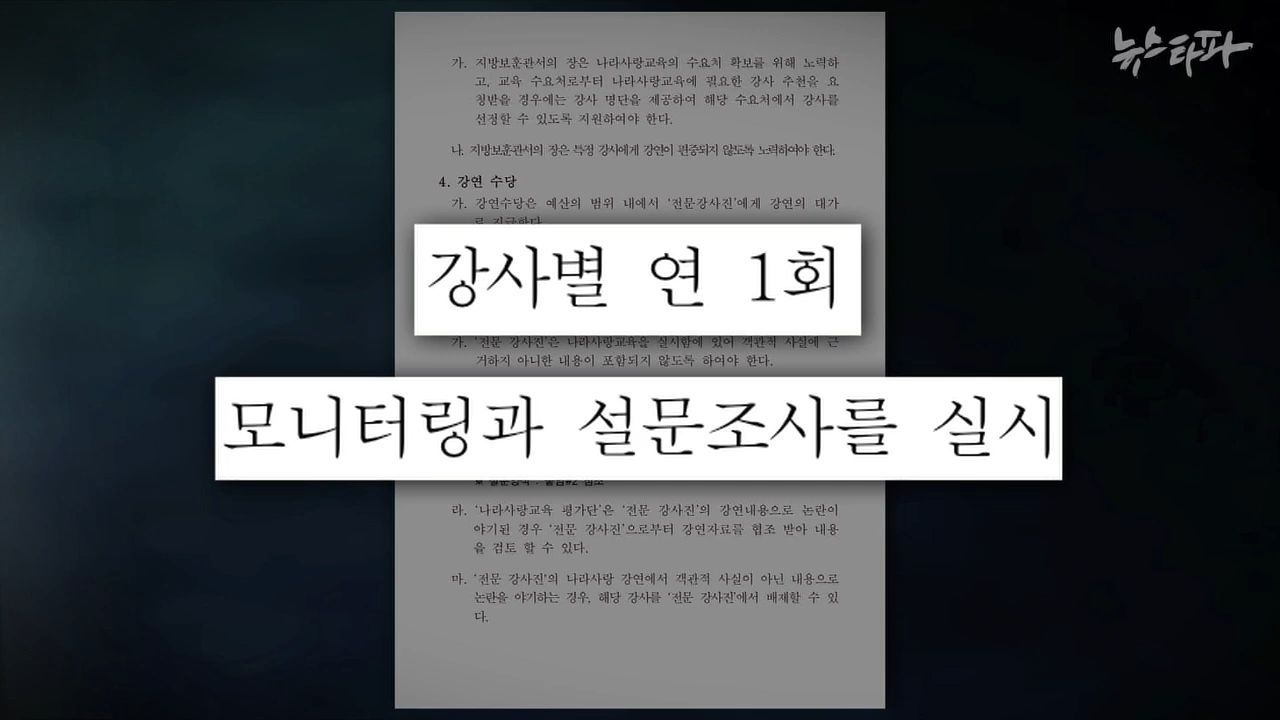 뉴스타파
가. 지방보훈관서의 장은 나라사랑교육의 수요처 확보를 위해 노력하
고, 교육 수요처로부터 나라사랑교육에 필요한 강사 추천을 요
청받을 경우에는 강사 명단을 제공하여 해당 수요처에서 강사를
선정할 수 있도록 지원하여야 한다.
나. 지방보훈관서의 장은 특정 강사에게 강연이 편중되지 않도록 노력하여야 한다.
4. 강연 수당
가. 강연수당은 예산의 범위 내에서 '전문강사진'에게 강연의 대가
로 지급한다.
강사별 연 1회
가. '전문 강사진'은 나라사랑교육을 실시함에 있어 객관적 사실에 근
거하지 아니한 내용이 포함되지 않도록 하여야 한다.
모니터링과 설문조사를 실시
※ 설문양식 : 붙임#2 참조
라. '나라사랑교육 평가단'은 '전문 강사진'의 강연내용으로 논란이
야기된 경우 '전문 강사진'으로부터 강연자료를 협조 받아 내용
을 검토 할 수 있다.
마. '전문 강사진'의 나라사랑 강연에서 객관적 사실이 아닌 내용으로
논란을 야기하는 경우, 해당 강사를 '전문 강사진'에서 배제할 수 있
다.